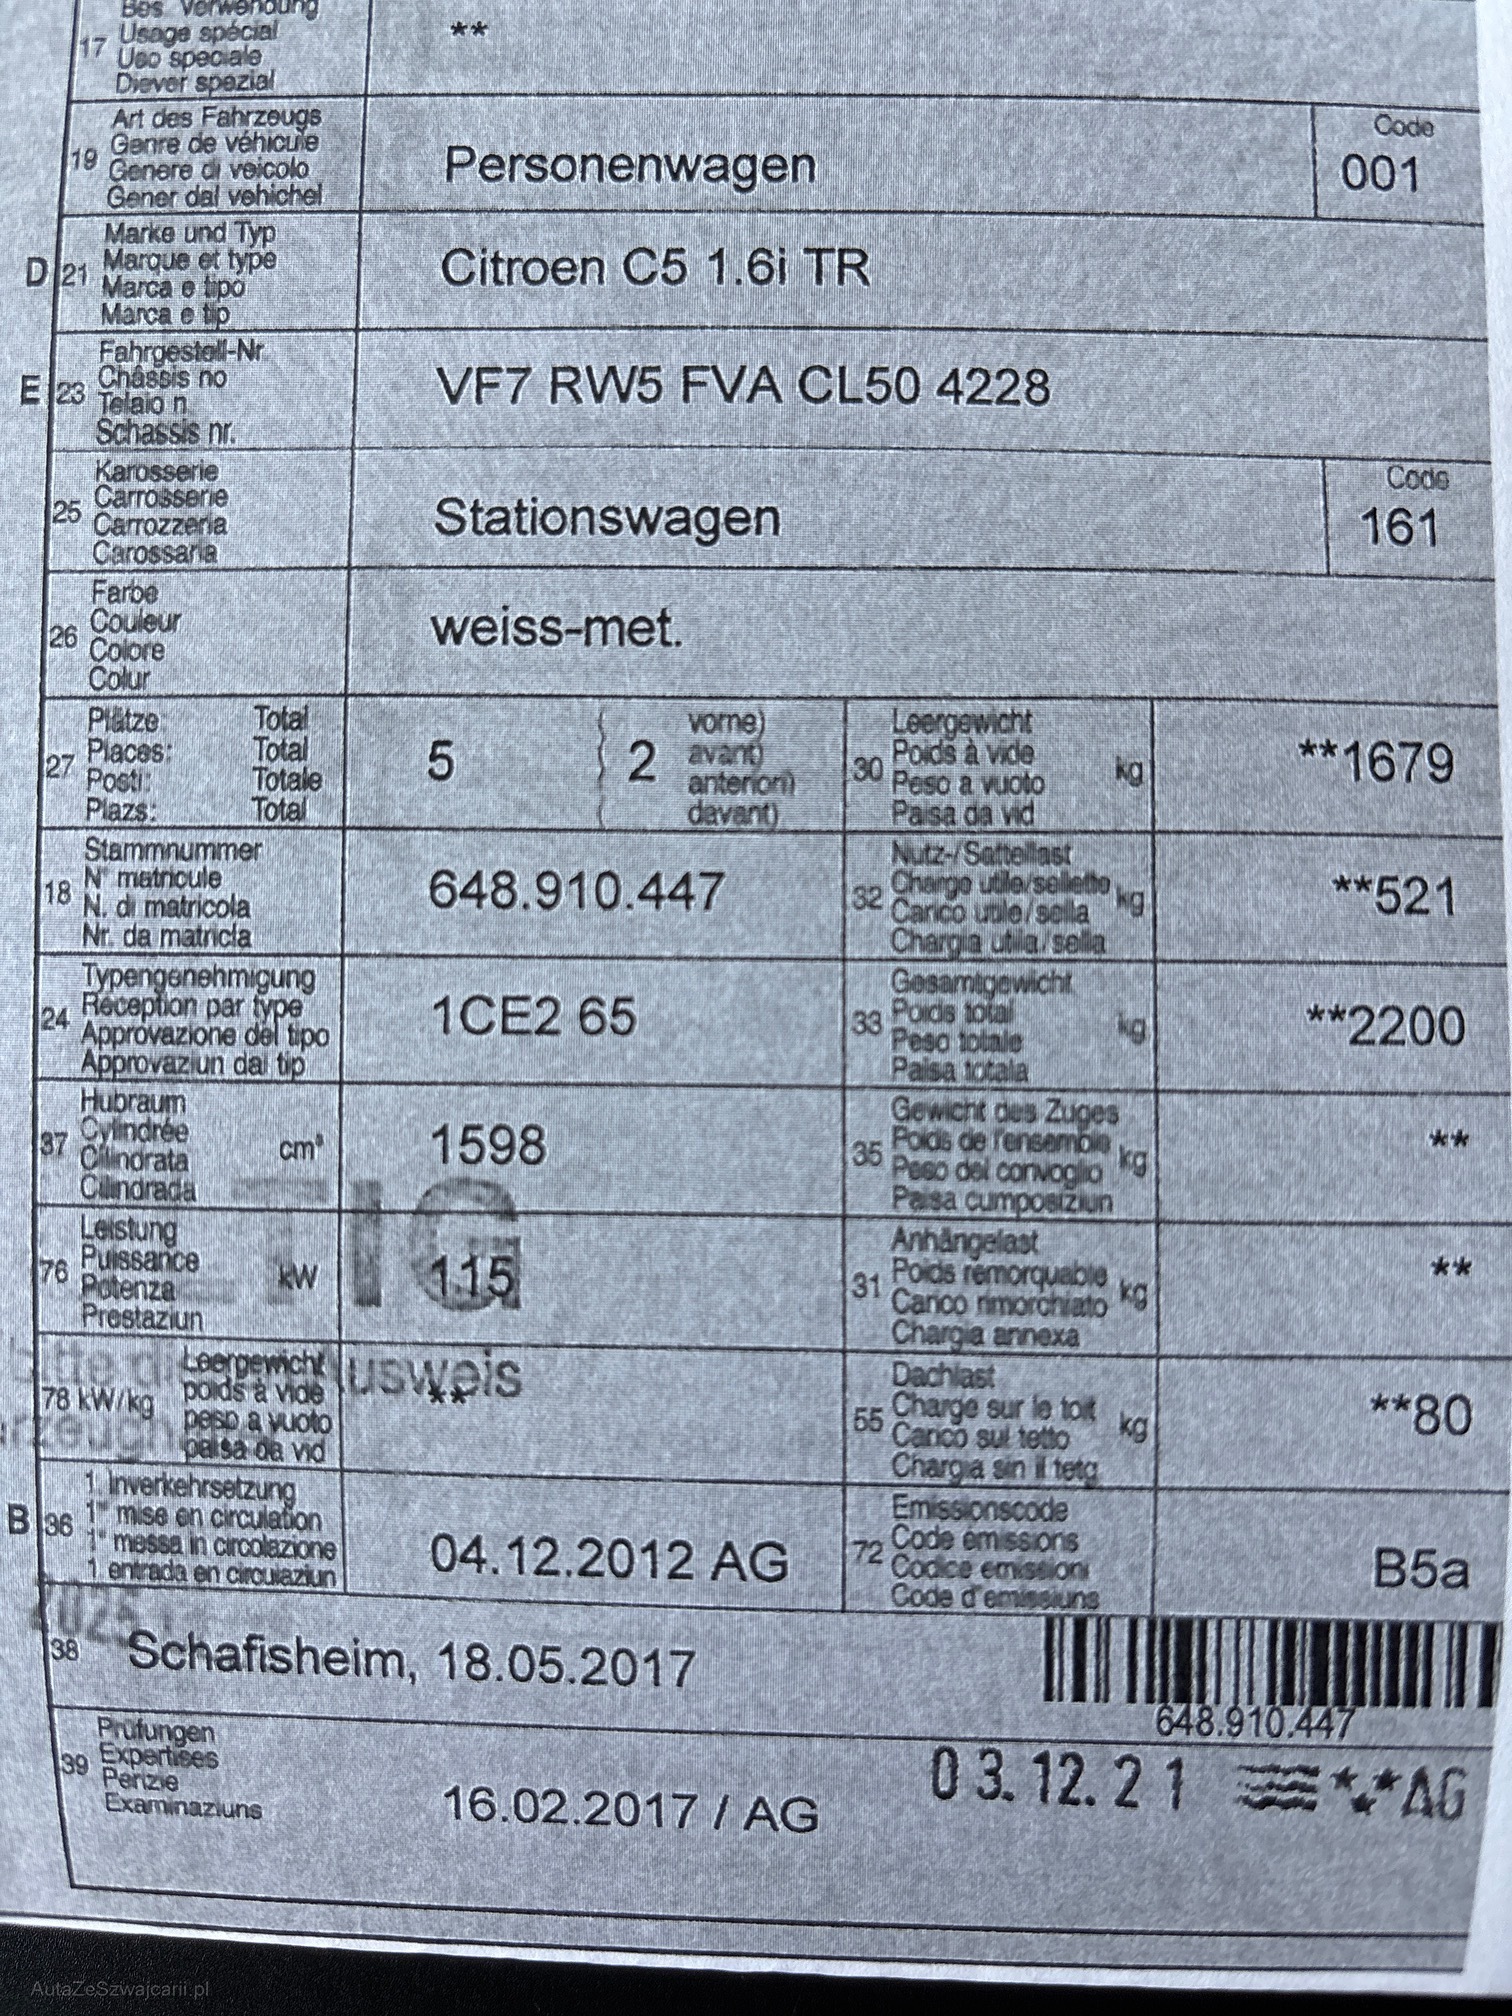 Bes Verwendung
17 Usage spécial **
Uso speciale
Diever spezial
Art des Fahrzeugs Code
19 Genre de véhicule Personenwagen 001
Genere di veicolo
Gener dal vehichel
Marke und Typ
D 21 Marque et type Citroen C5 1.6i TR
Marca e tipo
Marca e tip
Fahrgestell-Nr.
E 23 Châssis no VF7 RW5 FVA CL50 4228
Telaio n.
Schassis nr.
Karosserie Code
25 Carrosserie Stationswagen 161
Carrozzeria
Carossaria
Farbe
26 Couleur weiss-met.
Colore
Colur
Plätze Total vorne) Leergewicht
27 Places: Total 5 2 avant) 30 Poids à vide kg **1679
Posti: Totale anteriori) Peso a vuoto
Plazs: Total davant) Paisa da vid
Stammnummer Nutz-/Sattellast
18 N° matricule 648.910.447 32 Charge utile/sellette kg **521
N. di matricola Carico utile/sella
Nr. da matricla Chargia utila/sella
Typengenehmigung Gesamtgewicht
24 Réception par type 1CE2 65 33 Poids total kg **2200
Approvazione del tipo Peso totale
Approvaziun dal tip Paisa totala
Hubraum Gewicht des Zuges
37 Cylindrée cm³ 1598 35 Poids de l'ensemble kg **
Cilindrata Peso del convoglio
Cilindrada Paisa cumposiziun
Leistung Anhängelast
76 Puissance kW 115 31 Poids remorquable kg **
Potenza Carico rimorchiato
Prestaziun Chargia annexa
Leergewicht usweis Dachlast
78 kW/kg poids à vide ** 55 Charge sur le toit kg **80
peso a vuoto Carico sul tetto
paisa da vid Chargia sin il tetg
1. Inverkehrsetzung Emissionscode
B 36 1re mise en circulation 04.12.2012 AG 72 Code émissions B5a
1a messa in circolazione Codice emissioni
1. entrada en circulaziun Code d'emissiuns
2025
38 Schafisheim, 18.05.2017
648.910.447
Prüfungen 03.12.21 AG
39 Expertises
Perizie 16.02.2017 / AG
Examinaziuns
AutaZeSzwajcarii.pl